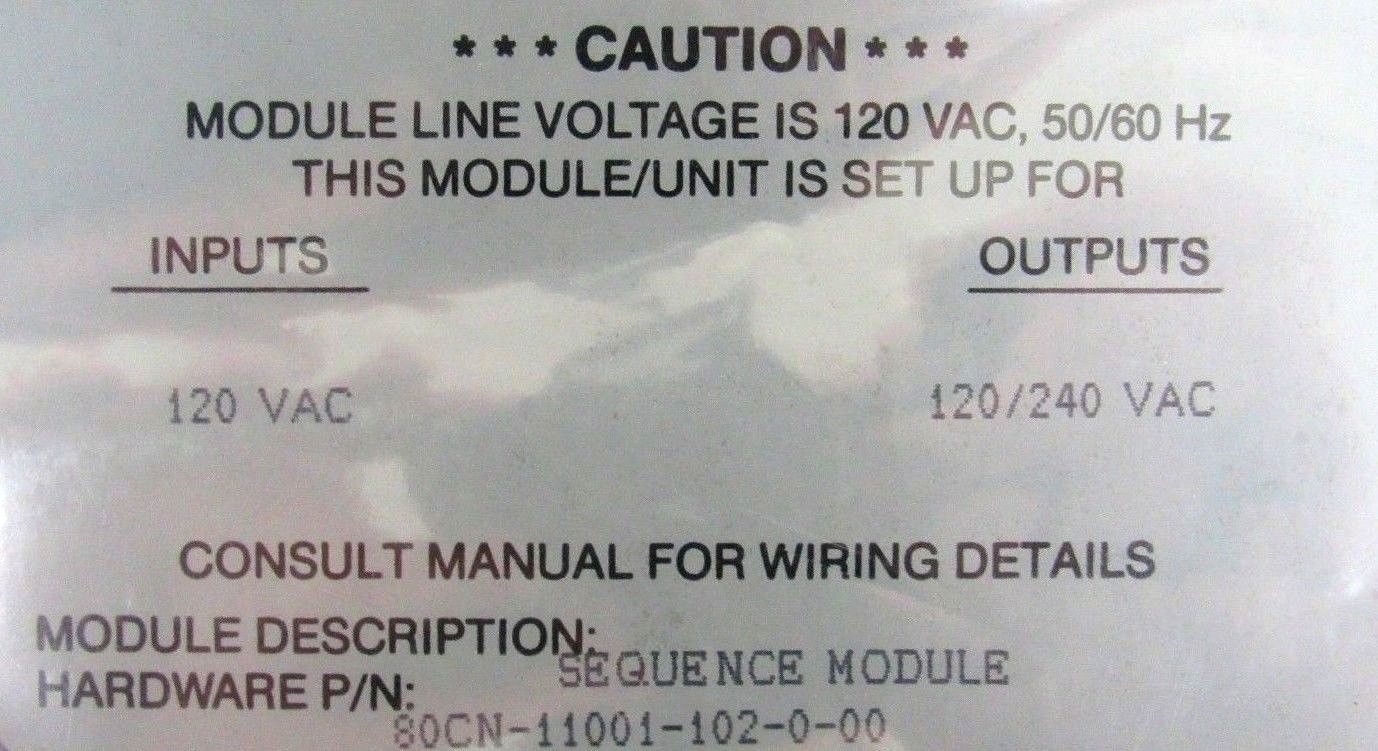 * * * CAUTION * * *
MODULE LINE VOLTAGE IS 120 VAC, 50/60 Hz
THIS MODULE/UNIT IS SET UP FOR
INPUTS OUTPUTS
120 VAC 120/240 VAC
CONSULT MANUAL FOR WIRING DETAILS
MODULE DESCRIPTION: SEQUENCE MODULE
HARDWARE P/N: 80CN-11001-102-0-00